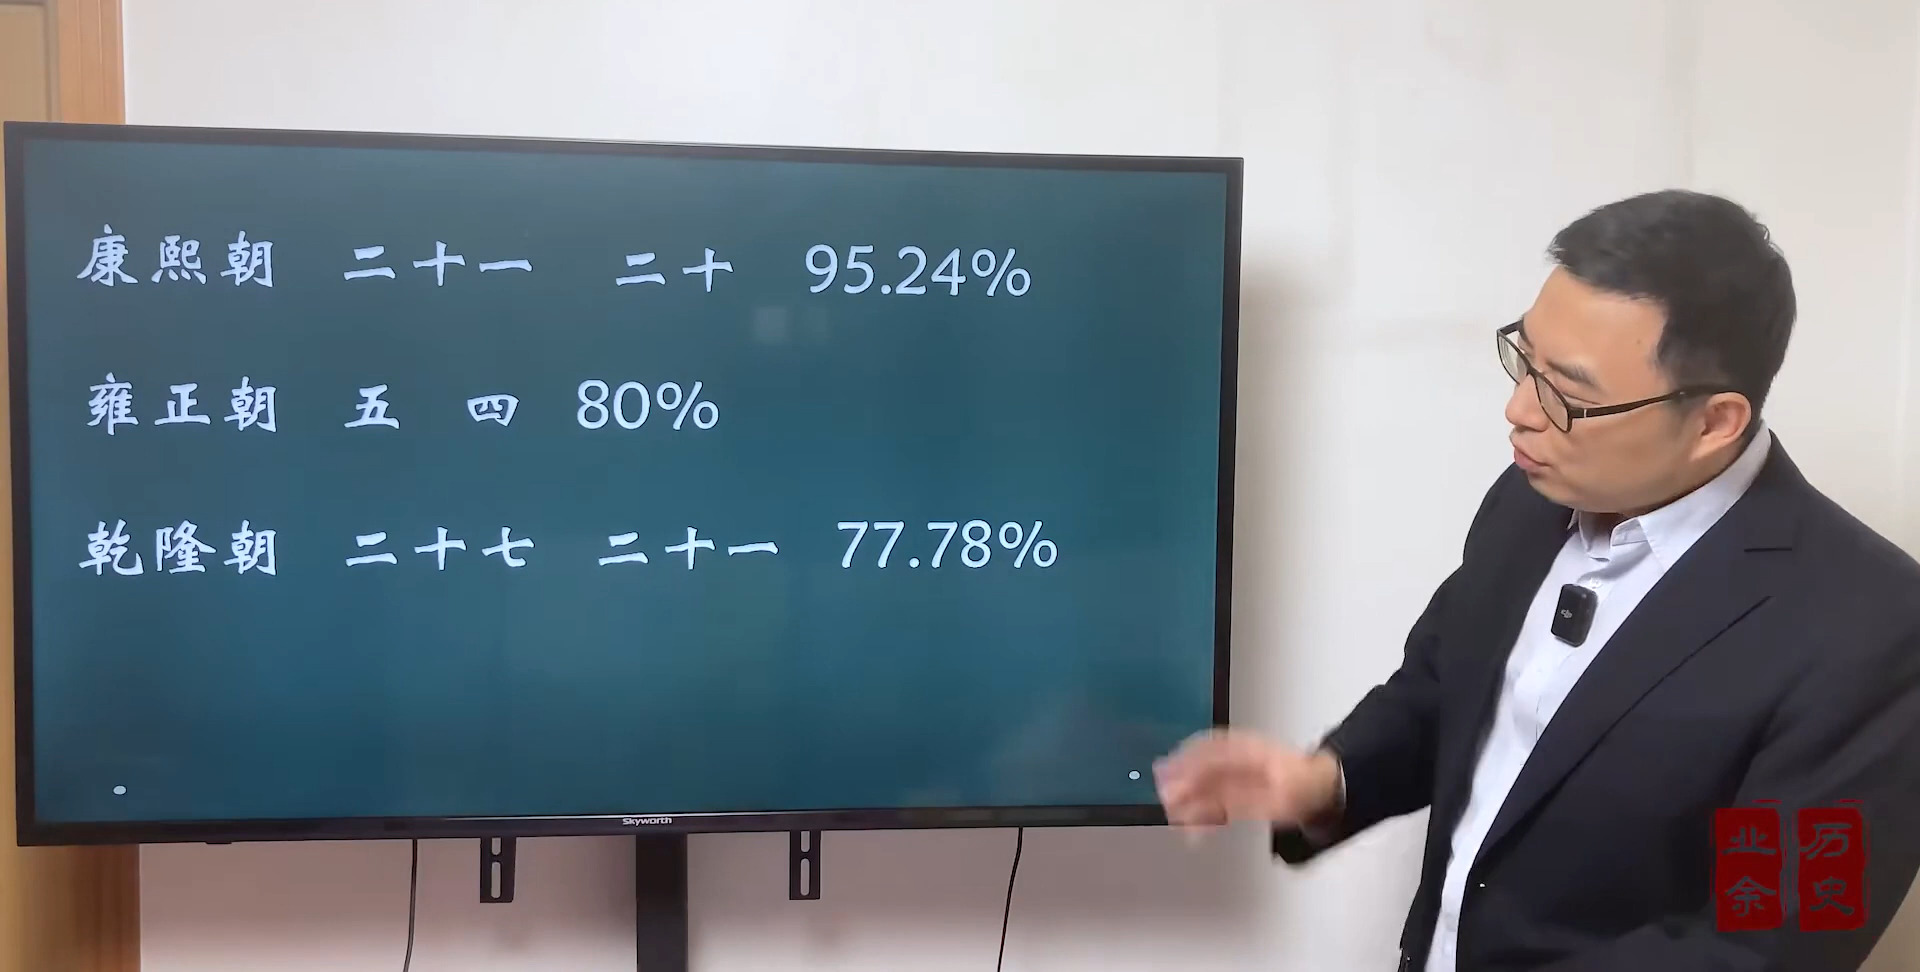 康熙朝 二十一 二十 95.24%
雍正朝 五 四 80%
乾隆朝 二十七 二十一 77.78%
Skyworth
历史
业余